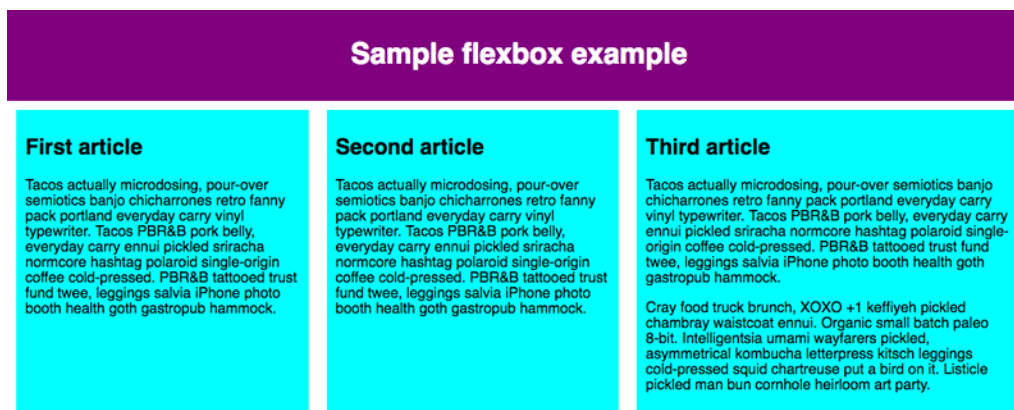 Sample flexbox example
First article
Tacos actually microdosing, pour-over
semiotics banjo chicharrones retro fanny
pack portland everyday carry vinyl
typewriter. Tacos PBR&B pork belly,
everyday carry ennui pickled sriracha
normcore hashtag polaroid single-origin
coffee cold-pressed. PBR&B tattooed trust
fund twee, leggings salvia iPhone photo
booth health goth gastropub hammock.
Second article
Tacos actually microdosing, pour-over
semiotics banjo chicharrones retro fanny
pack portland everyday carry vinyl
typewriter. Tacos PBR&B pork belly,
everyday carry ennui pickled sriracha
normcore hashtag polaroid single-origin
coffee cold-pressed. PBR&B tattooed trust
fund twee, leggings salvia iPhone photo
booth health goth gastropub hammock.
Third article
Tacos actually microdosing, pour-over semiotics banjo
chicharrones retro fanny pack portland everyday carry
vinyl typewriter. Tacos PBR&B pork belly, everyday carry
ennui pickled sriracha normcore hashtag polaroid single-
origin coffee cold-pressed. PBR&B tattooed trust fund
twee, leggings salvia iPhone photo booth health goth
gastropub hammock.
Cray food truck brunch, XOXO +1 keffiyeh pickled
chambray waistcoat ennui. Organic small batch paleo
8-bit. Intelligentsia umami wayfarers pickled,
asymmetrical kombucha letterpress kitsch leggings
cold-pressed squid chartreuse put a bird on it. Listicle
pickled man bun cornhole heirloom art party.